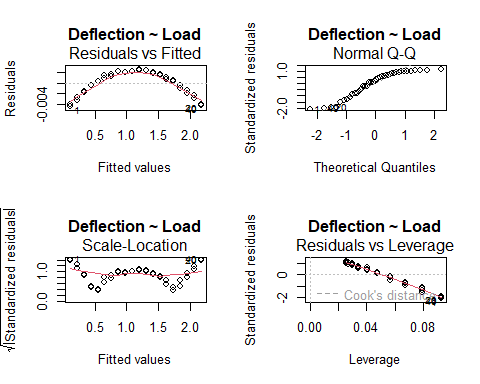 Deflection ~ Load
Residuals vs Fitted
Residuals
-0.004
1
0.5 1.0 1.5 2.0
Fitted values
Deflection ~ Load
Normal Q-Q
Standardized residuals
-2.0 1.0
-2 -1 0 1 2
Theoretical Quantiles
Deflection ~ Load
Scale-Location
√|Standardized residuals|
0.0 1.0
0.5 1.0 1.5 2.0
Fitted values
Deflection ~ Load
Residuals vs Leverage
Standardized residuals
-2 0
Cook's distance
0.00 0.04 0.08
Leverage